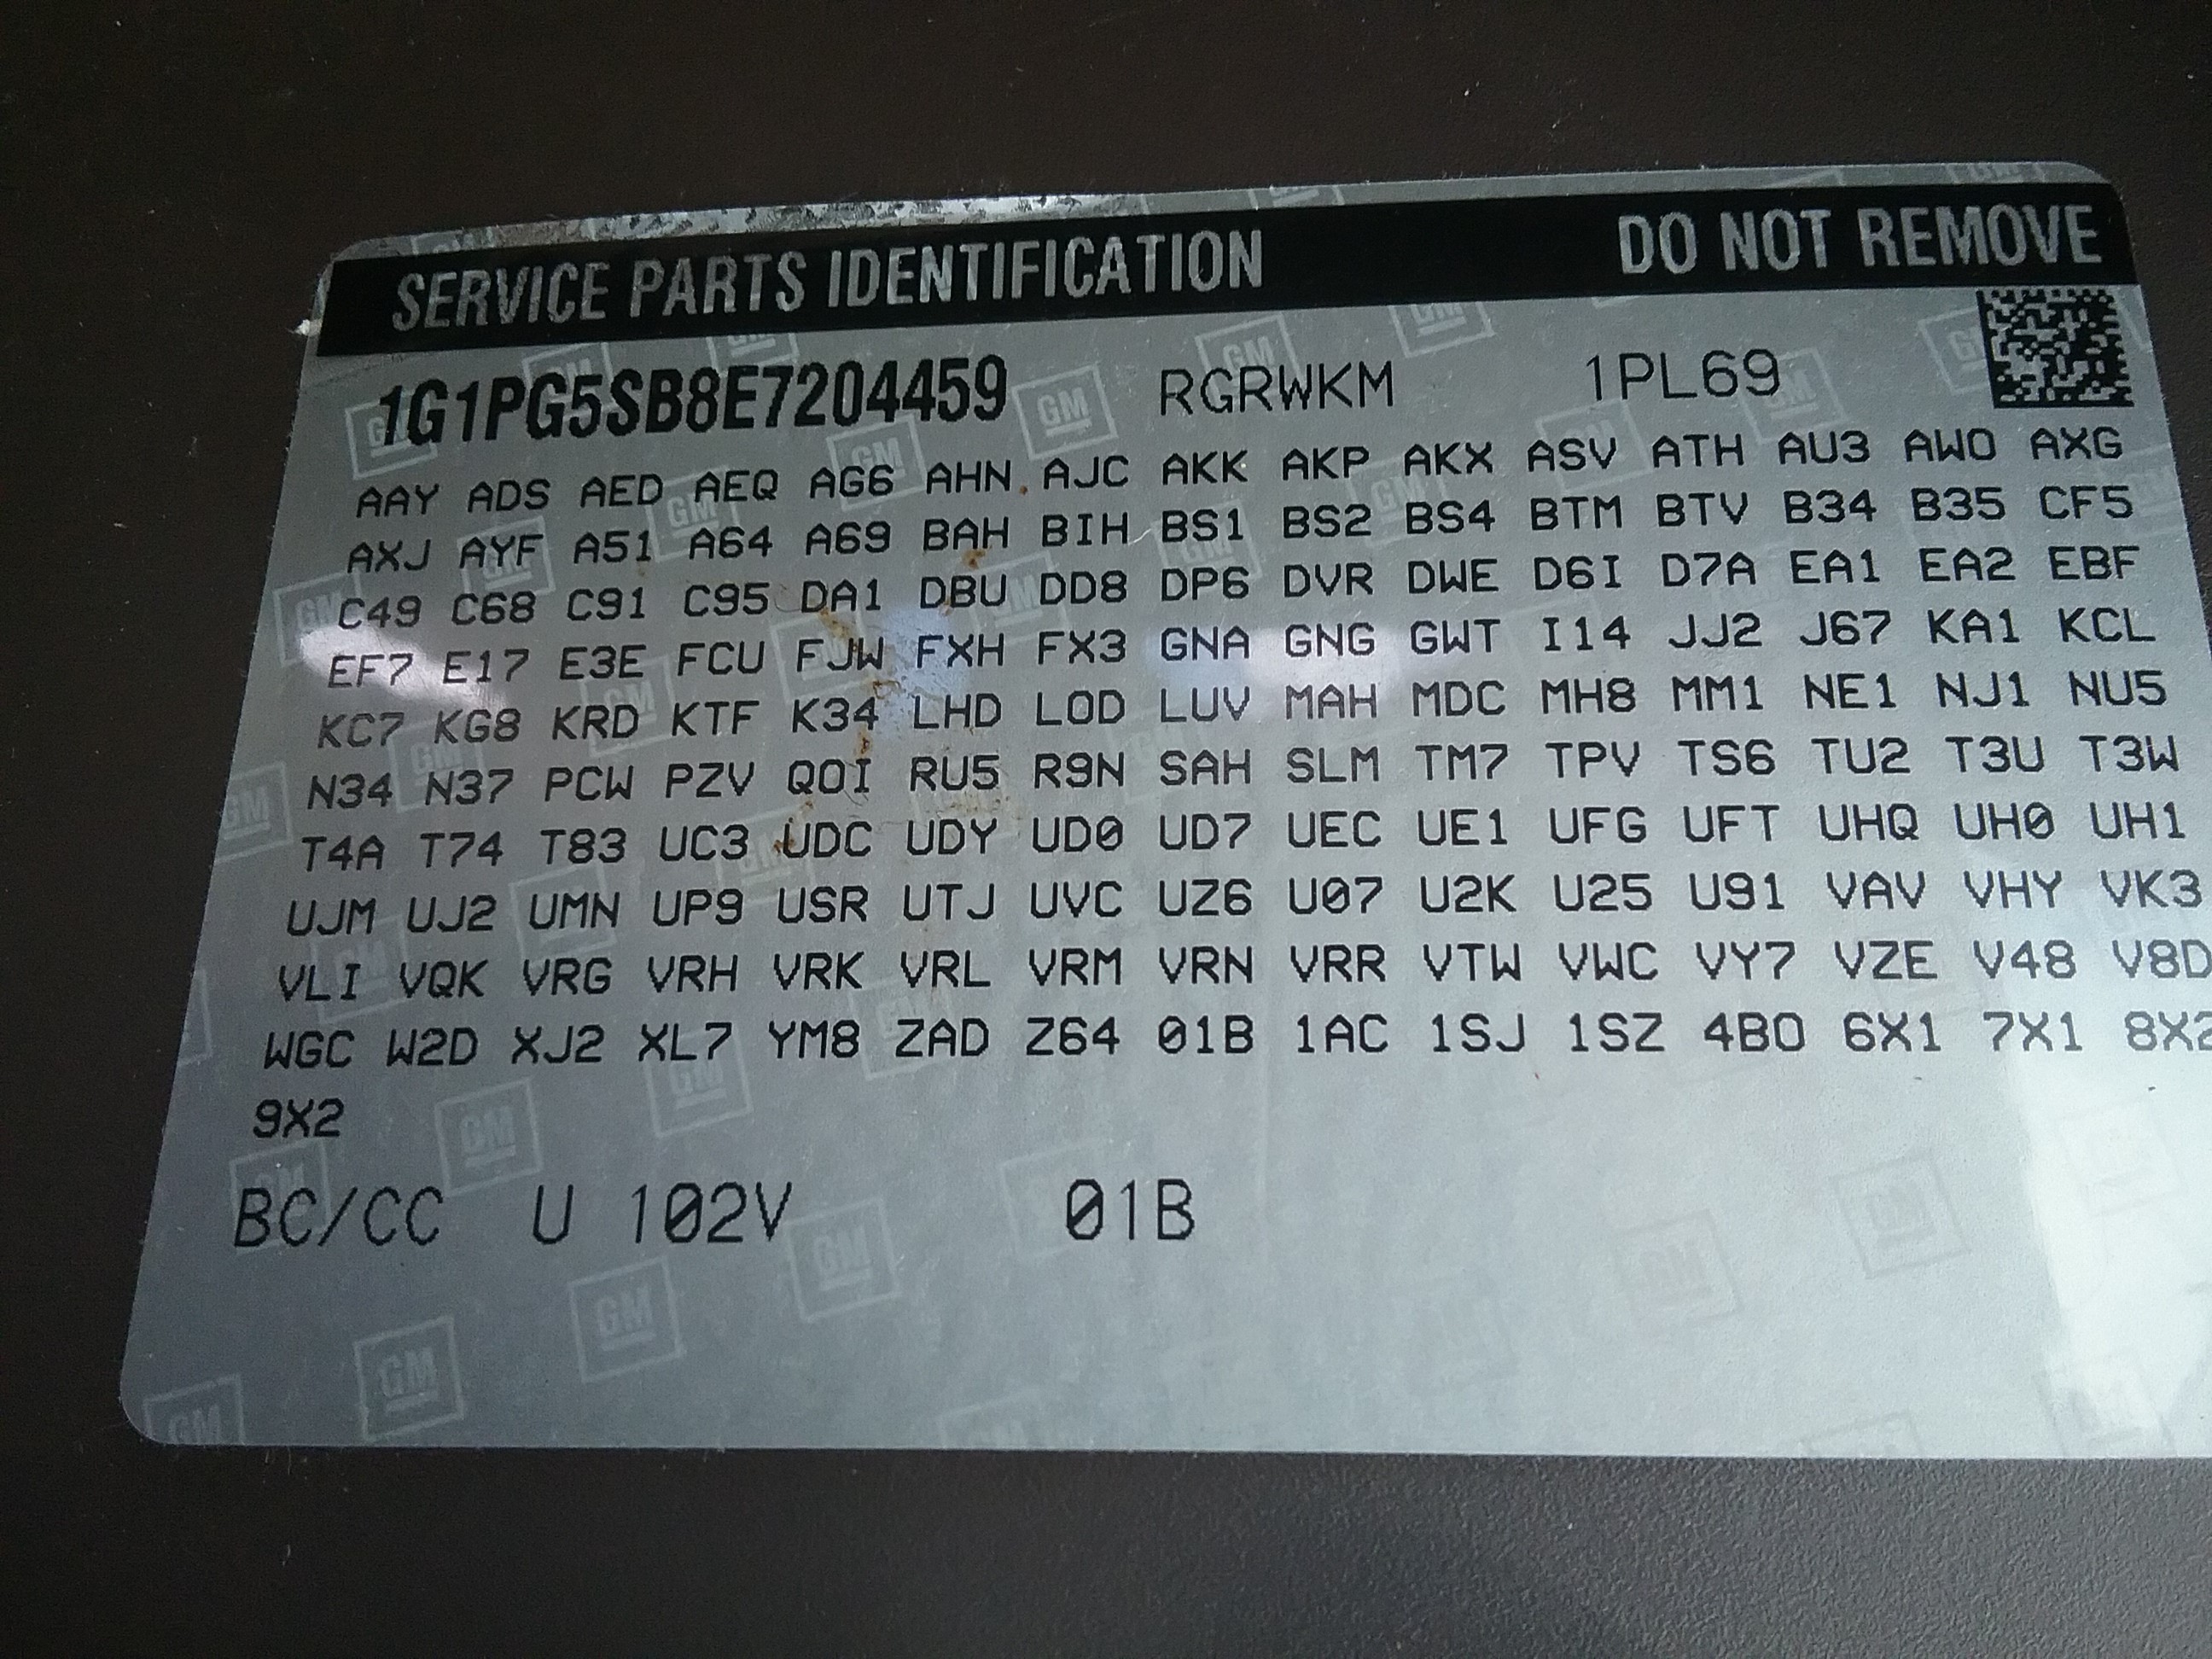 SERVICE PARTS IDENTIFICATION DO NOT REMOVE
1G1PG5SB8E7204459 RGRWKM 1PL69
AAY ADS AED AEQ AG6 AHN AJC AKK AKP AKX ASV ATH AU3 AWO AXG
AXJ AYF A51 A64 A69 BAH BIH BS1 BS2 BS4 BTM BTV B34 B35 CF5
C49 C68 C91 C95 DA1 DBU DD8 DP6 DVR DWE D6I D7A EA1 EA2 EBF
EF7 E17 E3E FCU FJW FXH FX3 GNA GNG GWT I14 JJ2 J67 KA1 KCL
KC7 KG8 KRD KTF K34 LHD LOD LUV MAH MDC MH8 MM1 NE1 NJ1 NU5
N34 N37 PCW PZV QOI RU5 R9N SAH SLM TM7 TPV TS6 TU2 T3U T3W
T4A T74 T83 UC3 UDC UDY UD0 UD7 UEC UE1 UFG UFT UHQ UH0 UH1
UJM UJ2 UMN UP9 USR UTJ UVC UZ6 U07 U2K U25 U91 VAV VHY VK3
VLI VQK VRG VRH VRK VRL VRM VRN VRR VTW VWC VY7 VZE V48 V8D
WGC W2D XJ2 XL7 YM8 ZAD Z64 01B 1AC 1SJ 1SZ 4BO 6X1 7X1 8X2
9X2
BC/CC U 102V 01B